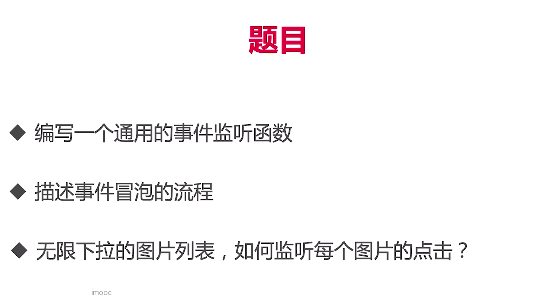 题目
◆ 编写一个通用的事件监听函数
◆ 描述事件冒泡的流程
◆ 无限下拉的图片列表，如何监听每个图片的点击？
imooc